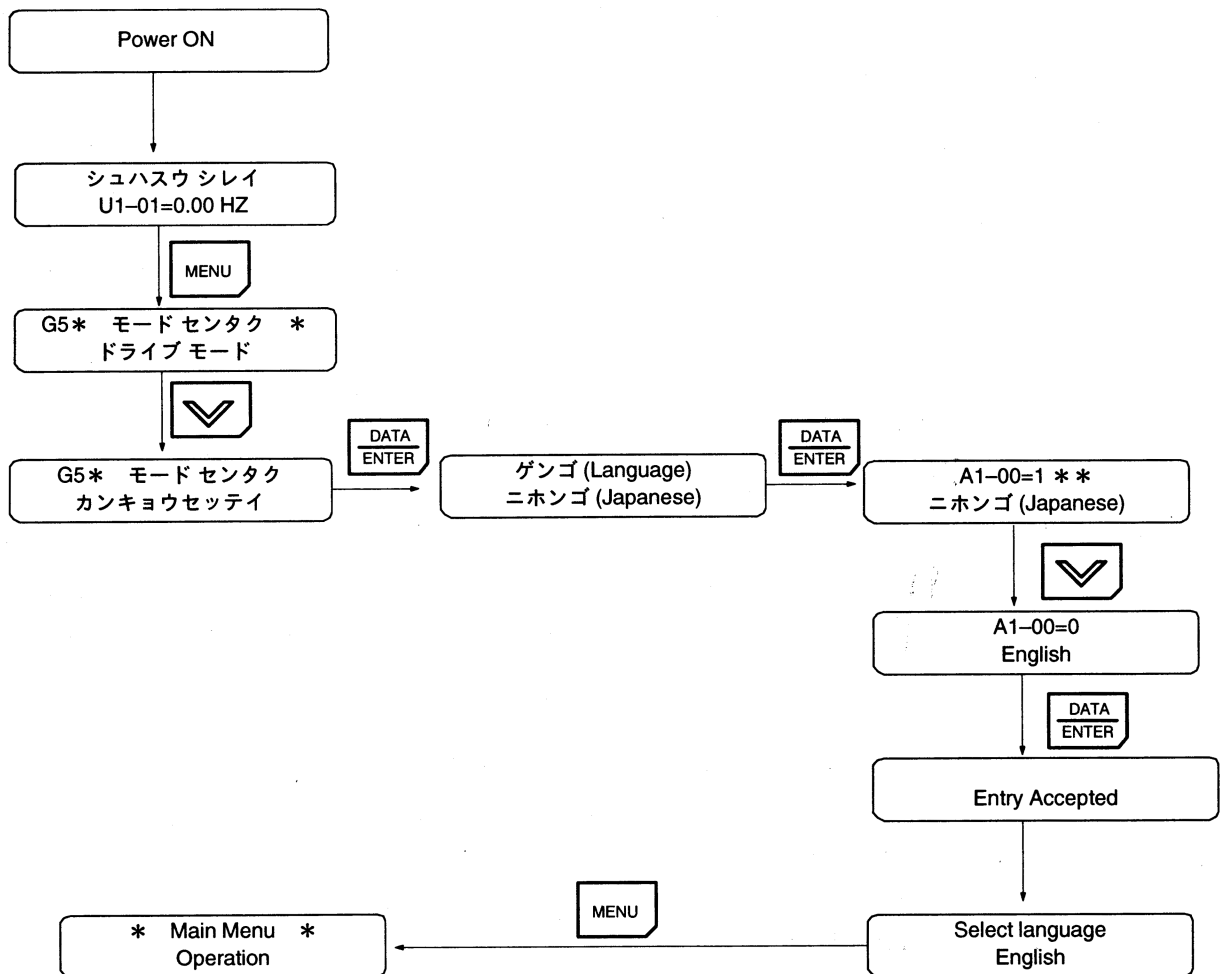 Power ON
シュハスウ シレイ
U1–01=0.00 HZ
MENU
G5* モード センタク *
ドライブ モード
G5* モード センタク
カンキョウセッテイ
DATA
ENTER
ゲンゴ (Language)
ニホンゴ (Japanese)
DATA
ENTER
A1–00=1 * *
ニホンゴ (Japanese)
A1–00=0
English
DATA
ENTER
Entry Accepted
Select language
English
MENU
* Main Menu *
Operation